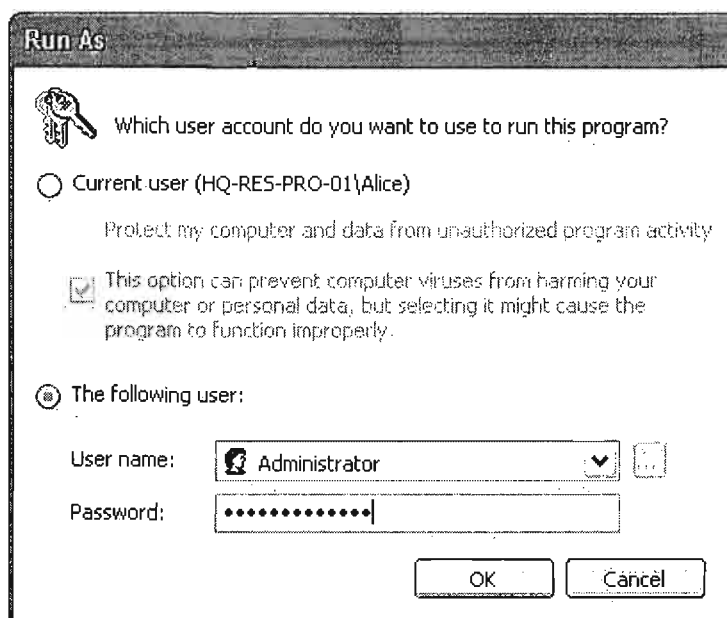 Run As
Which user account do you want to use to run this program?
Current user (HQ-RES-PRO-01\Alice)
Protect my computer and data from unauthorized program activity
This option can prevent computer viruses from harming your
computer or personal data, but selecting it might cause the
program to function improperly.
The following user:
User name: Administrator
Password: •••••••••••••
OK Cancel